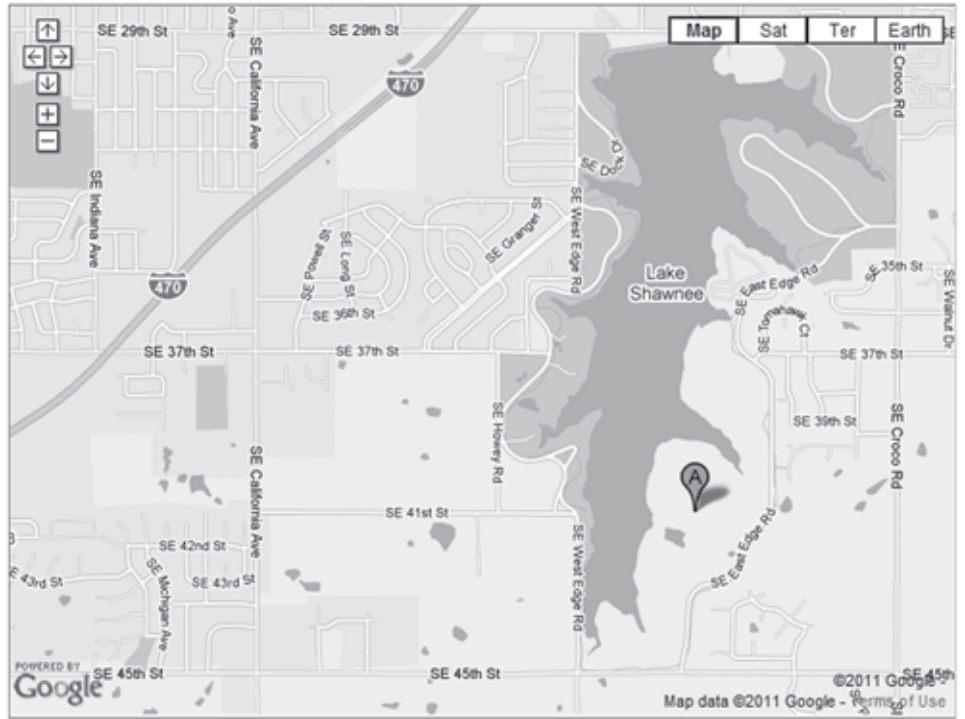 SE 29th St
SE 29th St
Map
Sat
Ter
Earth
o Ave
SE California Ave
470
E Croco Rd
SE Indiana Ave
SE West Edge Rd
SE Granger St
SE Powell St
SE Long St
SE 36th St
470
Lake
Shawnee
SE East Edge Rd
SE 35th St
SE Walnut Dr
SE Tomahawk Ct
SE 37th St
SE 37th St
SE 37th St
SE Howey Rd
SE 39th St
SE Croco Rd
SE California Ave
A
SE 41st St
SE 42nd St
E 43rd St
SE 43rd St
SE Michigan Ave
SE West Edge Rd
SE East Edge Rd
POWERED BY
Google
SE 45th St
SE 45th St
SE 45th
©2011 Google -
Map data ©2011 Google - Terms of Use